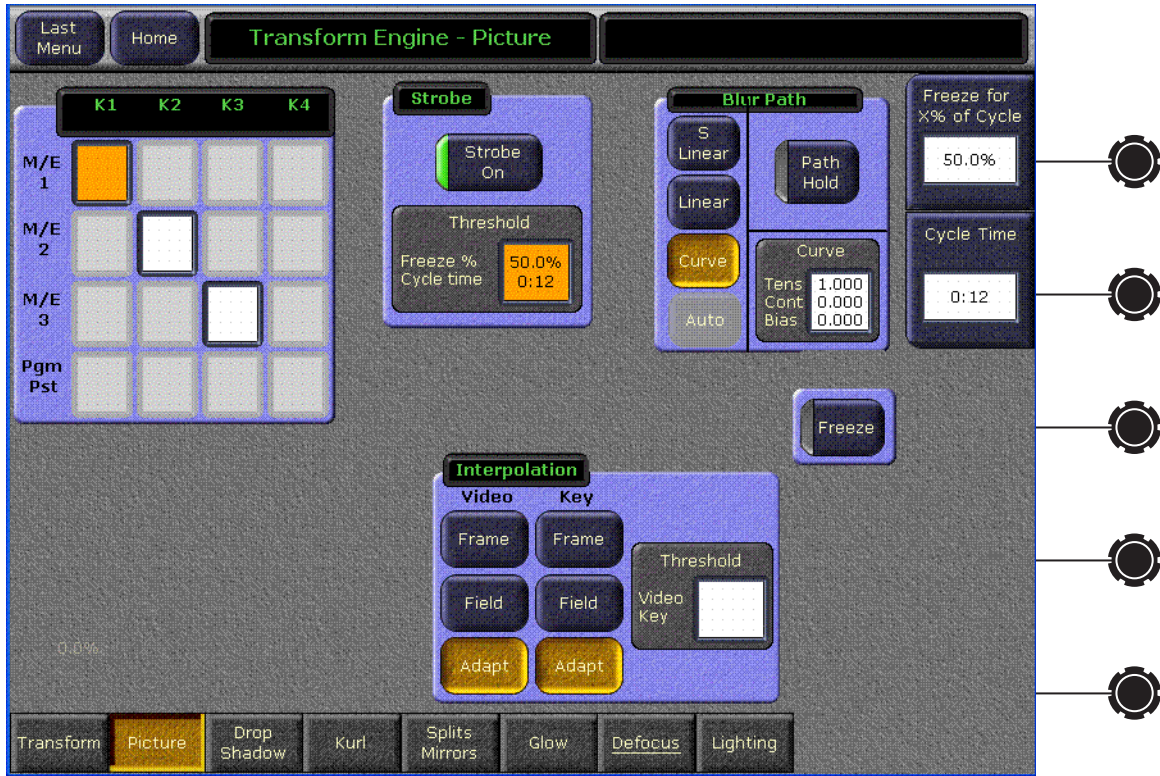 Last
Menu
Home
Transform Engine - Picture
K1 K2 K3 K4
M/E
1
M/E
2
M/E
3
Pgm
Pst
Strobe
Strobe
On
Threshold
Freeze % 50.0%
Cycle time 0:12
Blur Path
S
Linear
Linear
Curve
Auto
Path
Hold
Curve
Tens 1.000
Cont 0.000
Bias 0.000
Freeze for
X% of Cycle
50.0%
Cycle Time
0:12
Freeze
Interpolation
Video Key
Frame Frame
Field Field
Adapt Adapt
Threshold
Video
Key
0.0%.
Transform
Picture
Drop
Shadow
Kurl
Splits
Mirrors
Glow
Defocus
Lighting